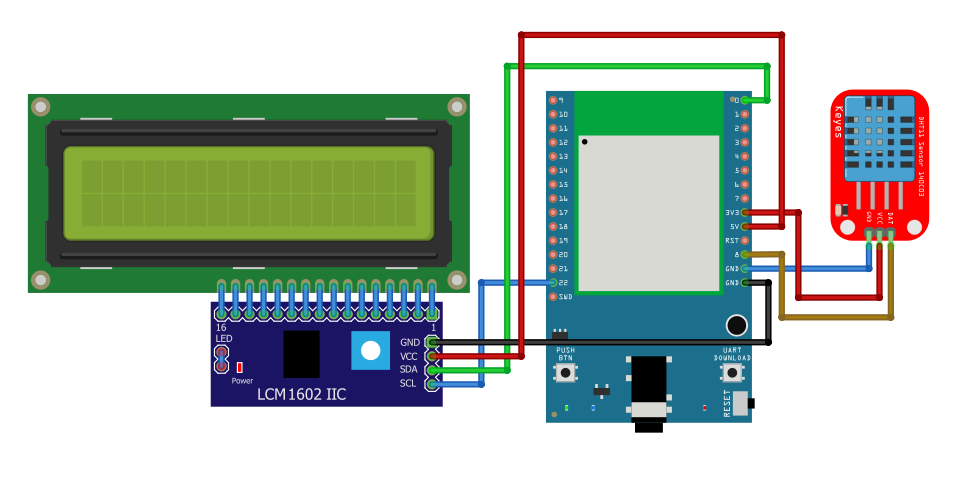 16
1
LED
Power
GND
VCC
SDA
SCL
LCM1602 IIC
9
10
11
12
13
14
15
16
17
18
19
20
21
22
SWD
0
1
2
3
4
5
6
7
3V3
5V
RST
8
GND
GND
PUSH
BTN
UART
DOWNLOAD
RESET
Keyes
DHT11 Sensor 140C03
GND
VCC
DAT